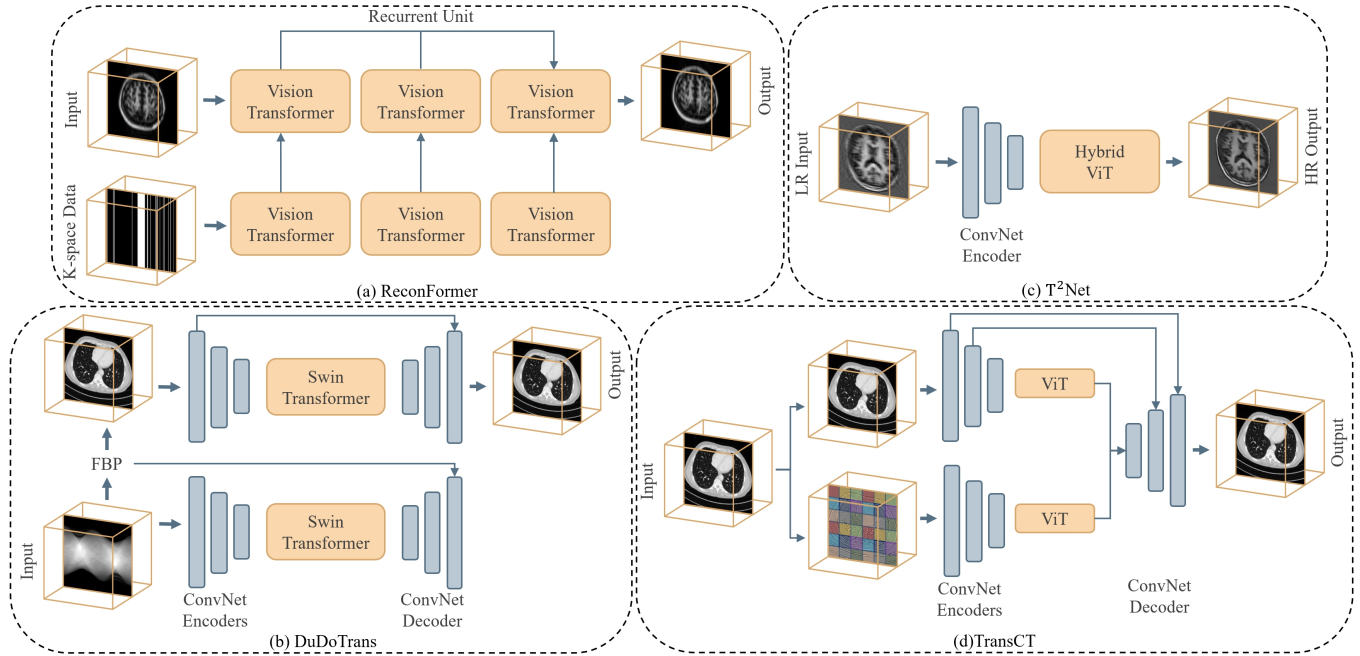 Recurrent Unit
Input
Vision
Transformer
Vision
Transformer
Vision
Transformer
Output
K-space Data
Vision
Transformer
Vision
Transformer
Vision
Transformer
(a) ReconFormer
LR Input
ConvNet
Encoder
Hybrid
ViT
HR Output
(c) T²Net
Swin
Transformer
Output
FBP
Input
Swin
Transformer
ConvNet
Encoders
ConvNet
Decoder
(b) DuDoTrans
Input
ViT
ViT
Output
ConvNet
Encoders
ConvNet
Decoder
(d)TransCT